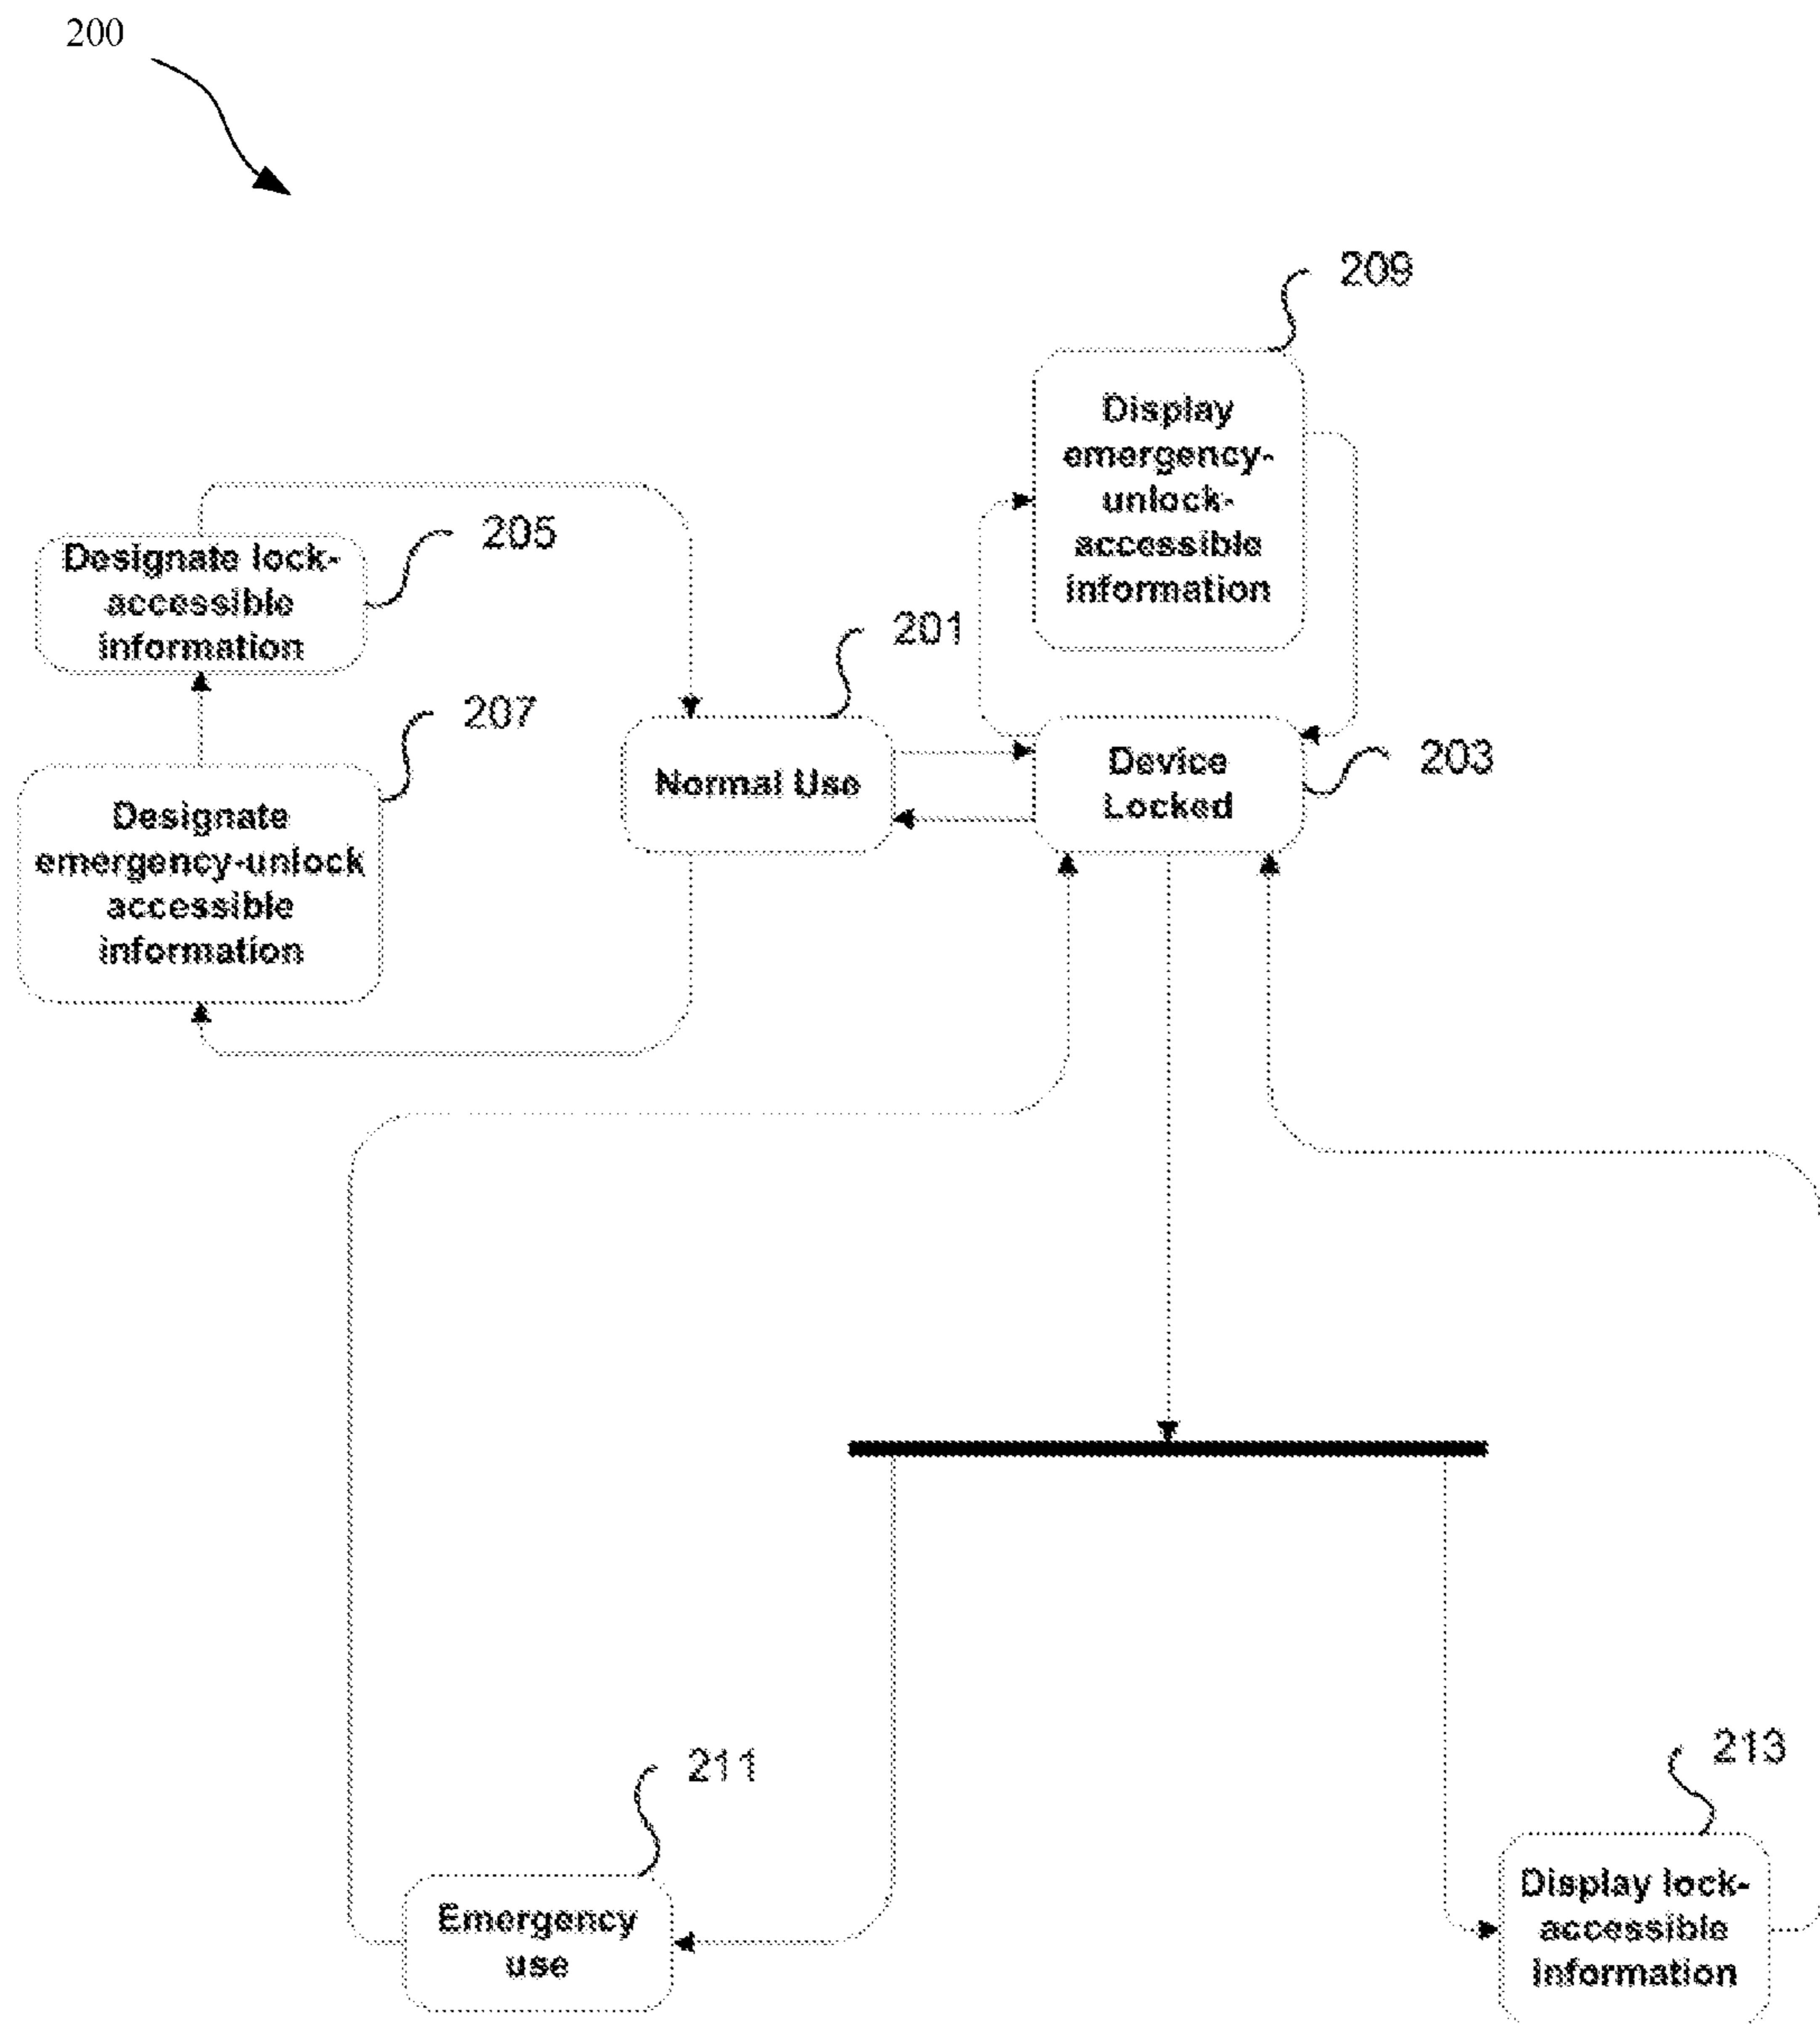 200
209
Display
emergency-
unlock-
accessible
information
205
Designate lock-
accessible
information
201
207
Normal Use
Device
Locked
203
Designate
emergency-unlock
accessible
information
211
213
Emergency
use
Display lock-
accessible
information